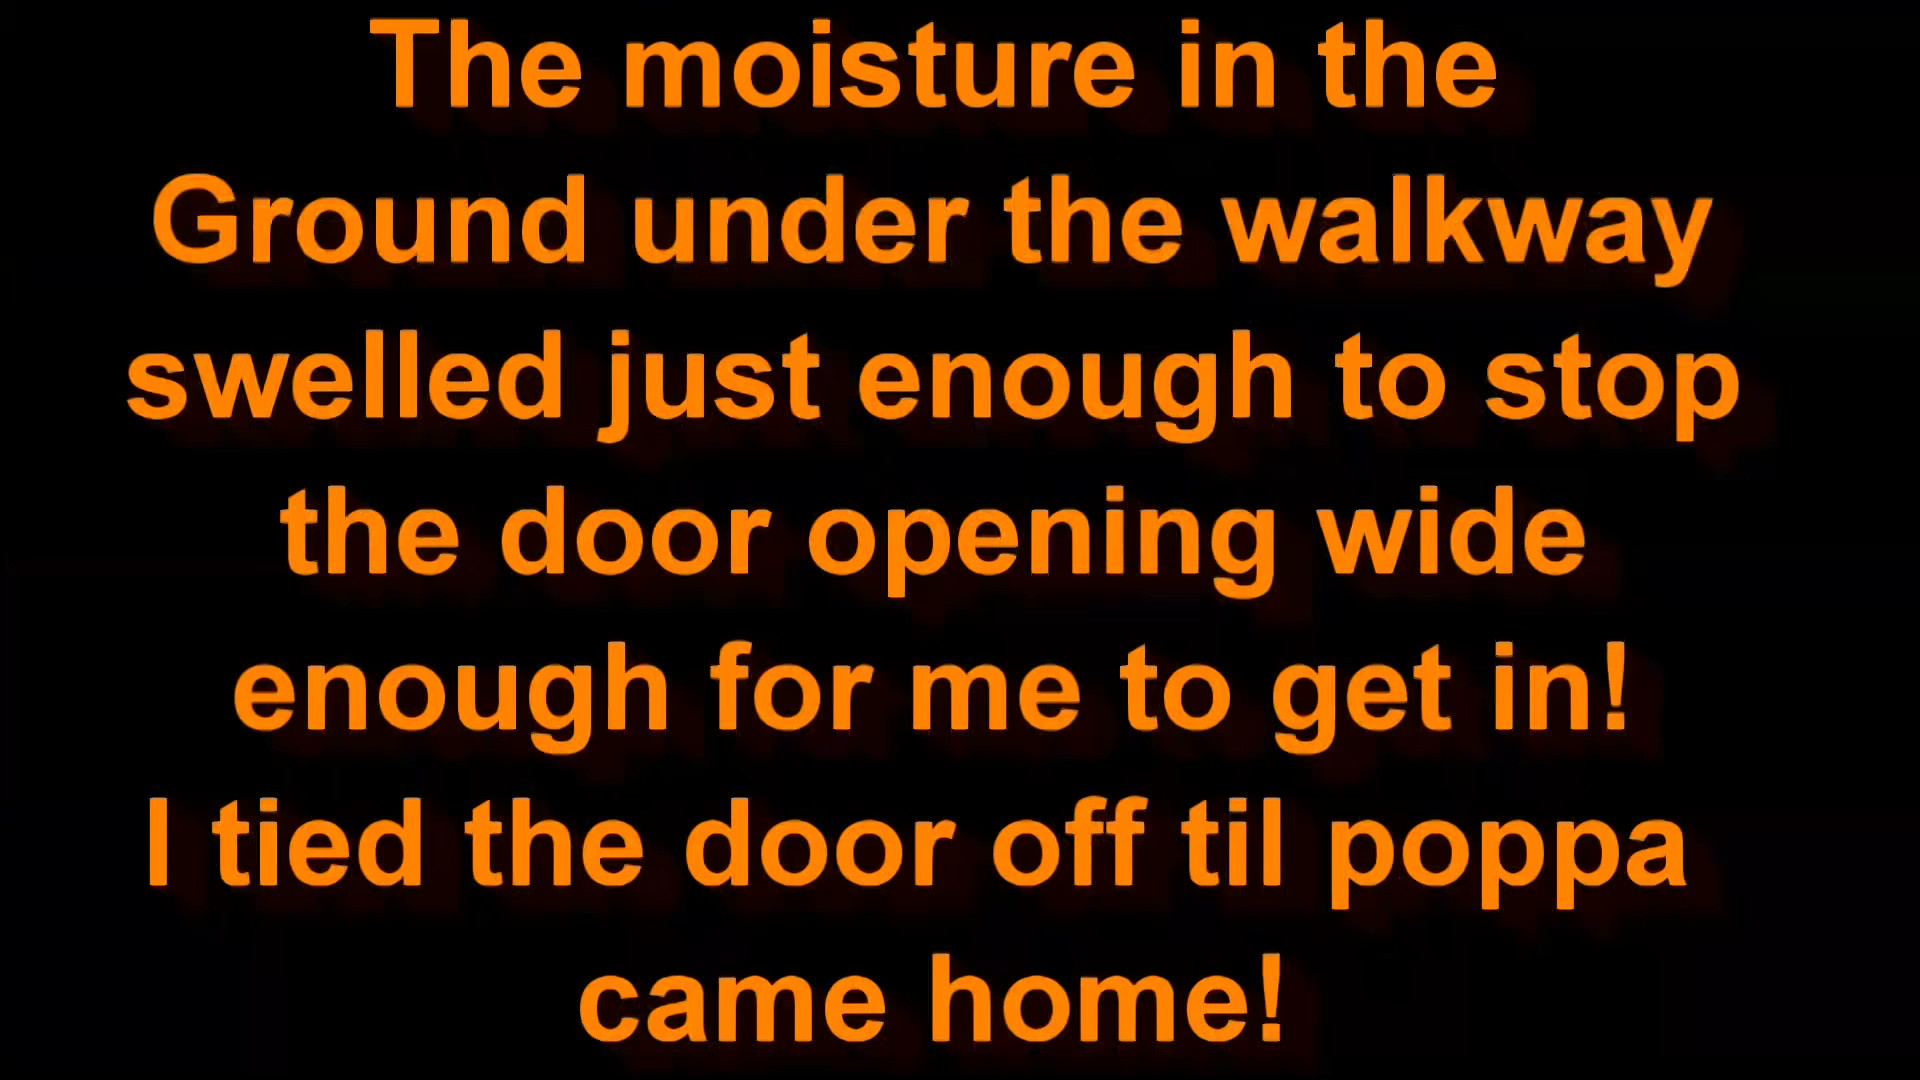 The moisture in the
Ground under the walkway
swelled just enough to stop
the door opening wide
enough for me to get in!
I tied the door off til poppa
came home!